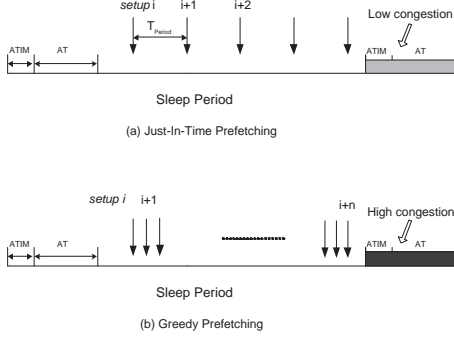 setup i i+1 i+2
Low congestion
T Period
ATIM AT ATIM AT
Sleep Period
(a) Just-In-Time Prefetching
setup i i+1 i+n
High congestion
ATIM AT ATIM AT
Sleep Period
(b) Greedy Prefetching